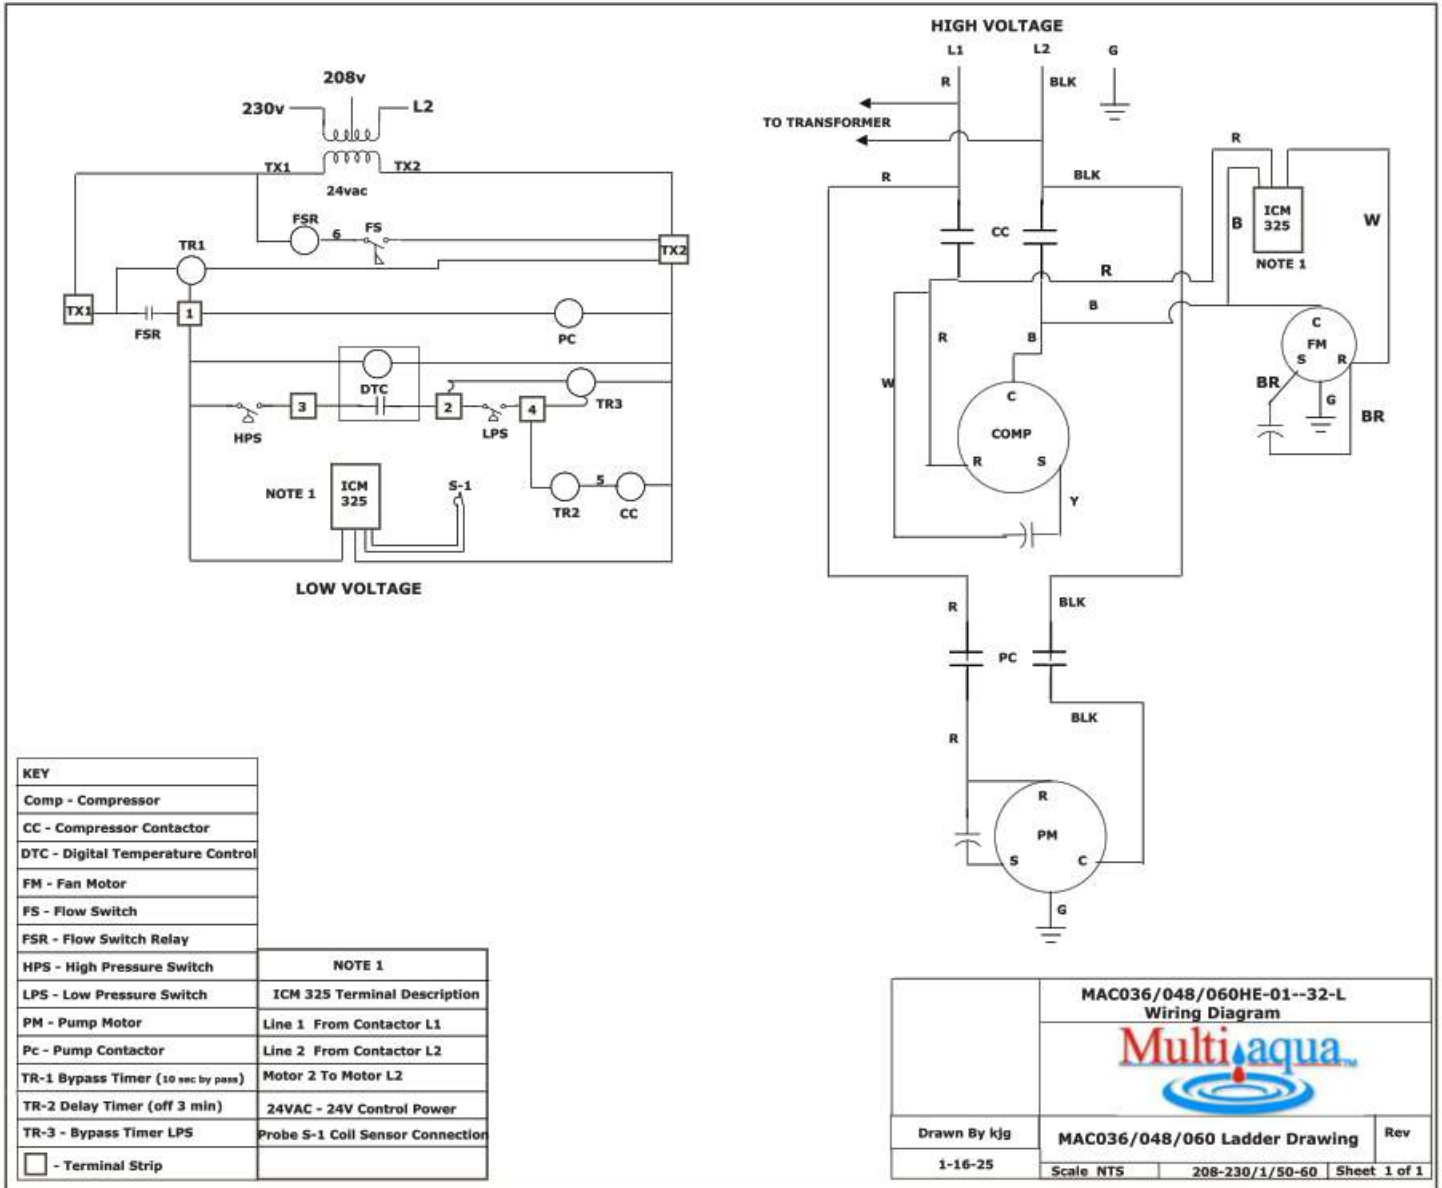 HIGH VOLTAGE
L1
L2
G
R
BLK
208v
230v
L2
TO TRANSFORMER
TX1
TX2
24vac
R
BLK
R
ICM
325
B
W
NOTE 1
FSR
6
FS
TR1
TX2
CC
R
TX1
1
FSR
PC
B
C
FM
S
R
R
B
DTC
W
BR
G
BR
3
2
4
TR3
HPS
LPS
C
COMP
R
S
NOTE 1
ICM
325
S-1
5
TR2
CC
Y
LOW VOLTAGE
R
BLK
PC
BLK
R
R
PM
S
C
G
KEY
Comp - Compressor
CC - Compressor Contactor
DTC - Digital Temperature Control
FM - Fan Motor
FS - Flow Switch
FSR - Flow Switch Relay
HPS - High Pressure Switch
LPS - Low Pressure Switch
PM - Pump Motor
Pc - Pump Contactor
TR-1 Bypass Timer (10 sec by pass)
TR-2 Delay Timer (off 3 min)
TR-3 - Bypass Timer LPS
- Terminal Strip
NOTE 1
ICM 325 Terminal Description
Line 1 From Contactor L1
Line 2 From Contactor L2
Motor 2 To Motor L2
24VAC - 24V Control Power
Probe S-1 Coil Sensor Connection
MAC036/048/060HE-01--32-L
Wiring Diagram
Multiaqua™
Drawn By kjg
MAC036/048/060 Ladder Drawing
Rev
1-16-25
Scale NTS
208-230/1/50-60
Sheet 1 of 1